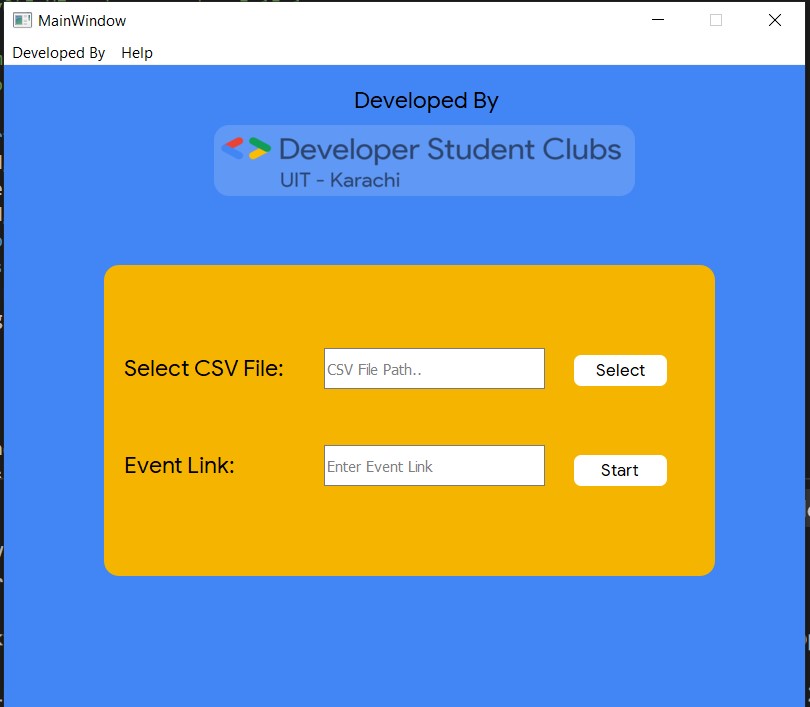 MainWindow
Developed By Help
Developed By
Developer Student Clubs
UIT - Karachi
Select CSV File: CSV File Path.. Select
Event Link: Enter Event Link Start